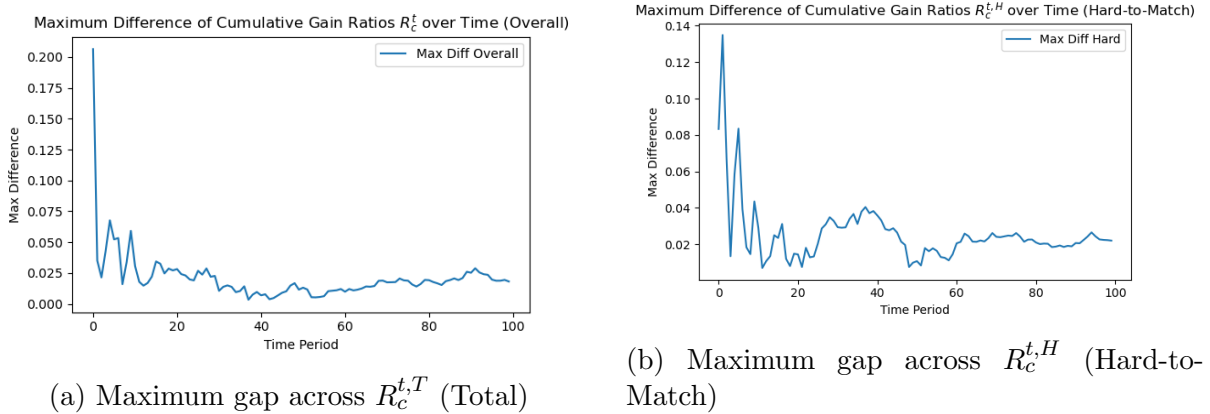 Maximum Difference of Cumulative Gain Ratios $R_c^t$ over Time (Overall)
Max Diff Overall
0.200
0.175
0.150
0.125
0.100
0.075
0.050
0.025
0.000
Max Difference
0 20 40 60 80 100
Time Period
(a) Maximum gap across $R_c^{t,T}$ (Total)
Maximum Difference of Cumulative Gain Ratios $R_c^{t,H}$ over Time (Hard-to-Match)
Max Diff Hard
0.14
0.12
0.10
0.08
0.06
0.04
0.02
Max Difference
0 20 40 60 80 100
Time Period
(b) Maximum gap across $R_c^{t,H}$ (Hard-to-
Match)